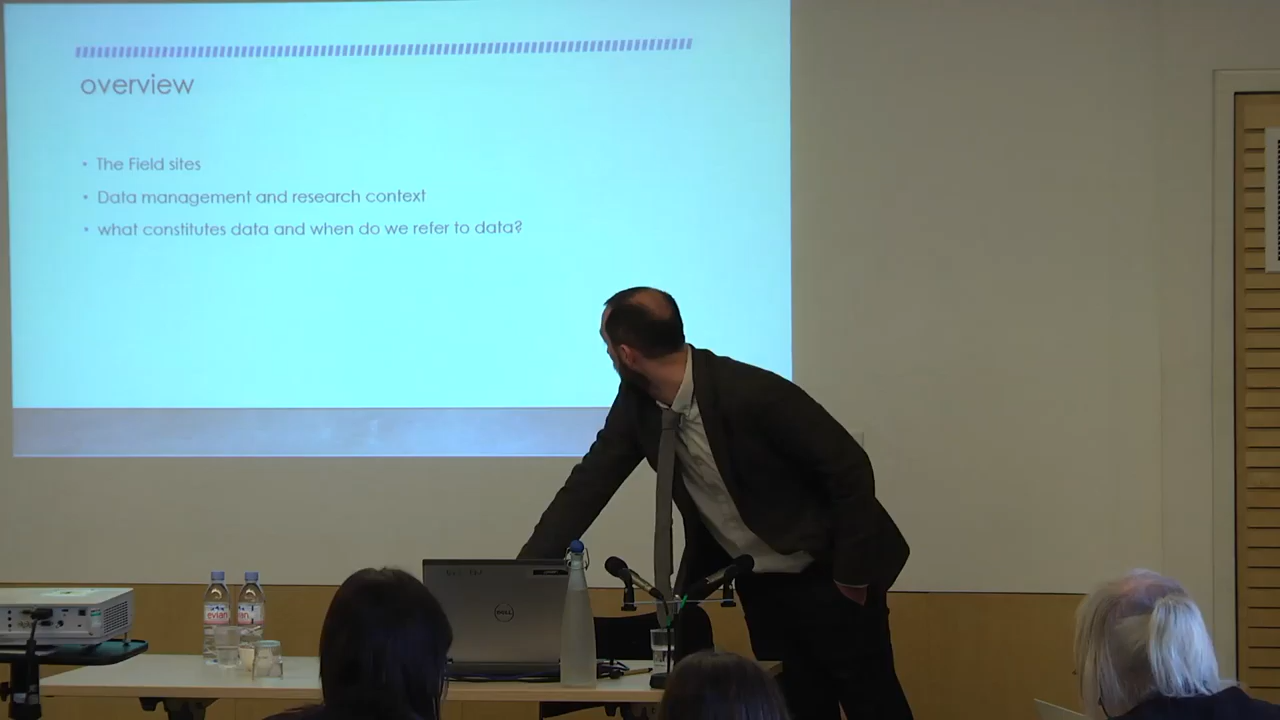 overview
• The Field sites
• Data management and research context
• what constitutes data and when do we refer to data?
DELL
evian